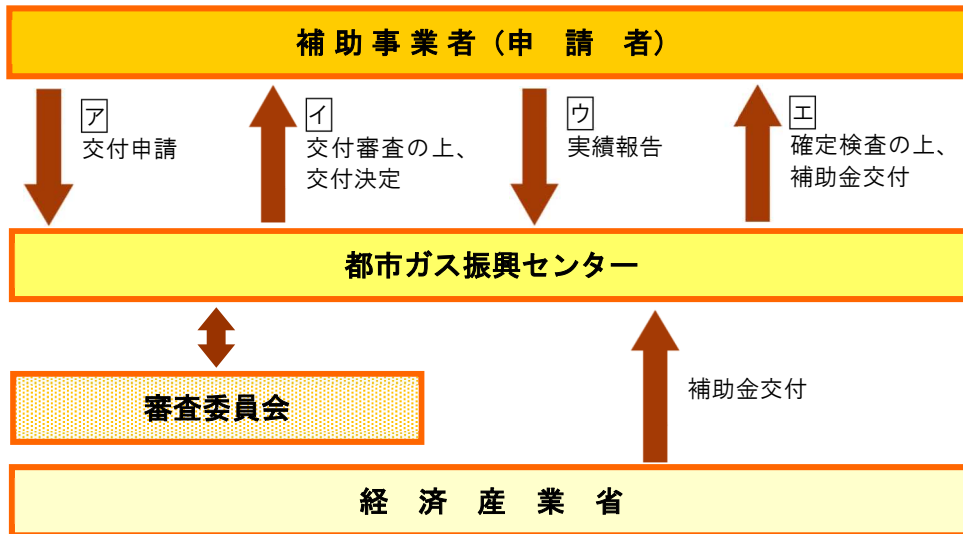 補助事業者（申　請　者）
ア
交付申請
イ
交付審査の上、
交付決定
ウ
実績報告
エ
確定検査の上、
補助金交付
都市ガス振興センター
審査委員会
補助金交付
経　済　産　業　省